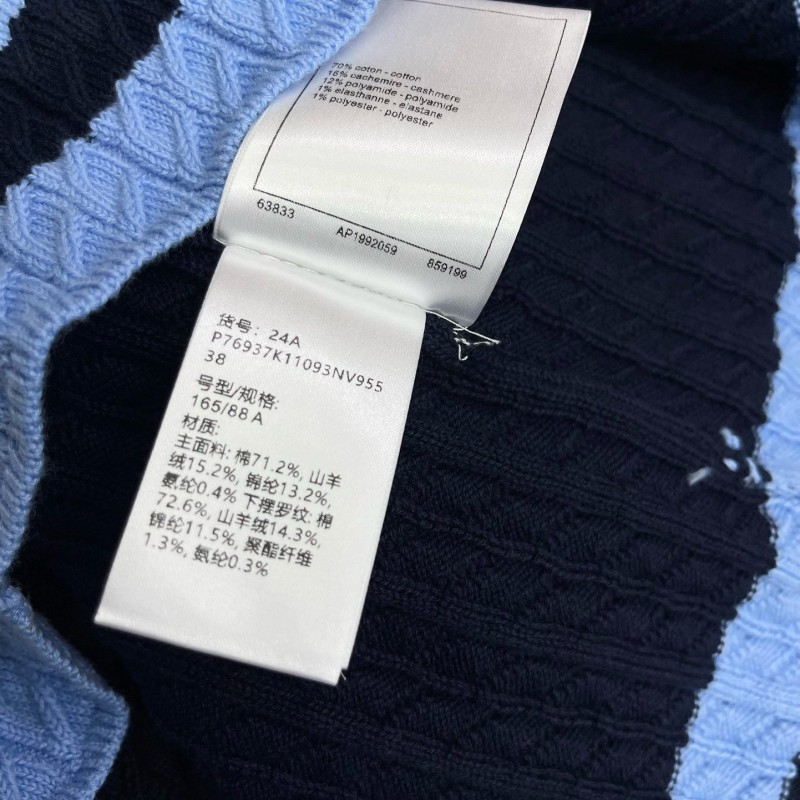 70% coton - cotton
16% cachemire - cashmere
12% polyamide - polyamide
1% elasthanne - elastane
1% polyester - polyester
63833
AP1992059
859199
货号: 24A
P76937K11093NV955
38
号型/规格:
165/88 A
材质:
主面料: 棉71.2%, 山羊
绒15.2%, 锦纶13.2%,
氨纶0.4% 下摆罗纹: 棉
72.6%, 山羊绒14.3%,
锦纶11.5%, 聚酯纤维
1.3%, 氨纶0.3%